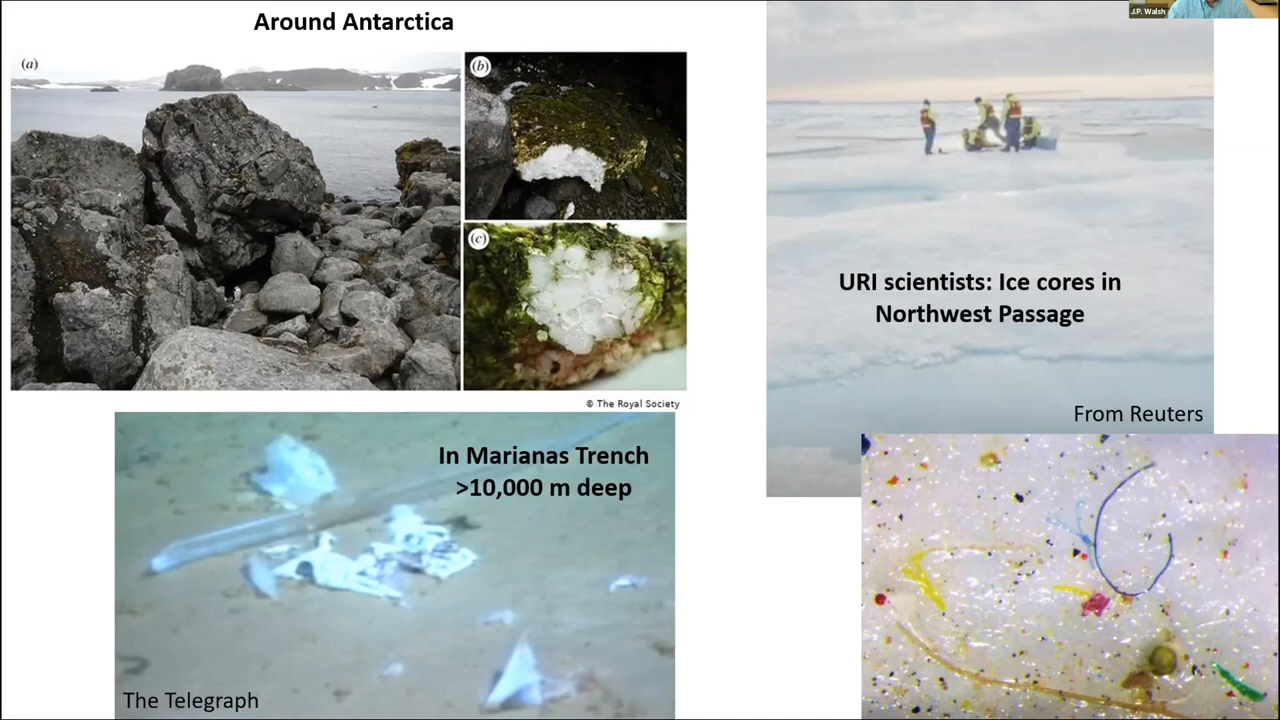 Around Antarctica
J.P. Walsh
(a)
(b)
(c)
© The Royal Society
URI scientists: Ice cores in
Northwest Passage
From Reuters
In Marianas Trench
>10,000 m deep
The Telegraph